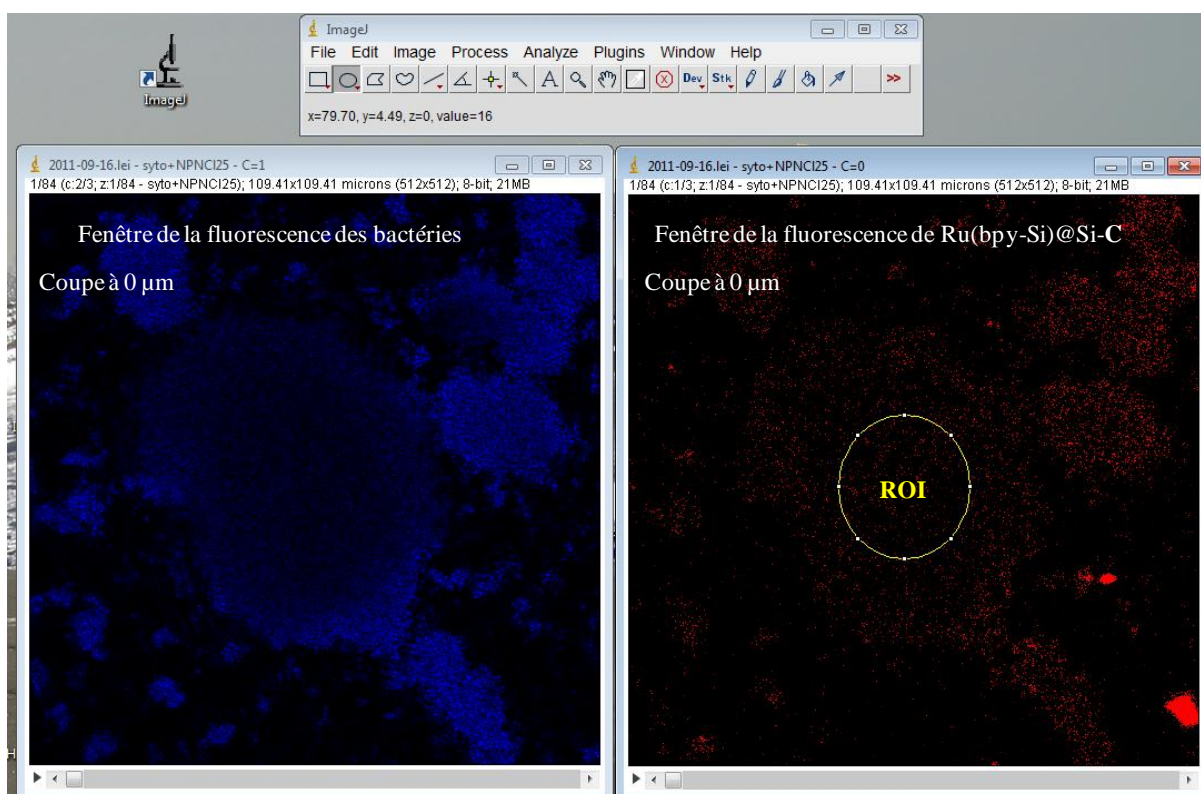 ImageJ
File Edit Image Process Analyze Plugins Window Help
Dev Stk >>
x=79.70, y=4.49, z=0, value=16
ImageJ
2011-09-16.lei - syto+NPNCl25 - C=1
1/84 (c:2/3; z:1/84 - syto+NPNCl25); 109.41x109.41 microns (512x512); 8-bit; 21MB
Fenêtre de la fluorescence des bactéries
Coupe à 0 µm
2011-09-16.lei - syto+NPNCl25 - C=0
1/84 (c:1/3; z:1/84 - syto+NPNCl25); 109.41x109.41 microns (512x512); 8-bit; 21MB
Fenêtre de la fluorescence de Ru(bpy-Si)@Si-C
Coupe à 0 µm
ROI